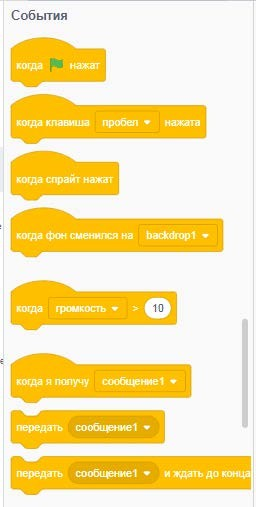 События
когда нажат
когда клавиша пробел нажата
когда спрайт нажат
когда фон сменился на backdrop1
когда громкость > 10
когда я получу сообщение1
передать сообщение1
передать сообщение1 и ждать до конца